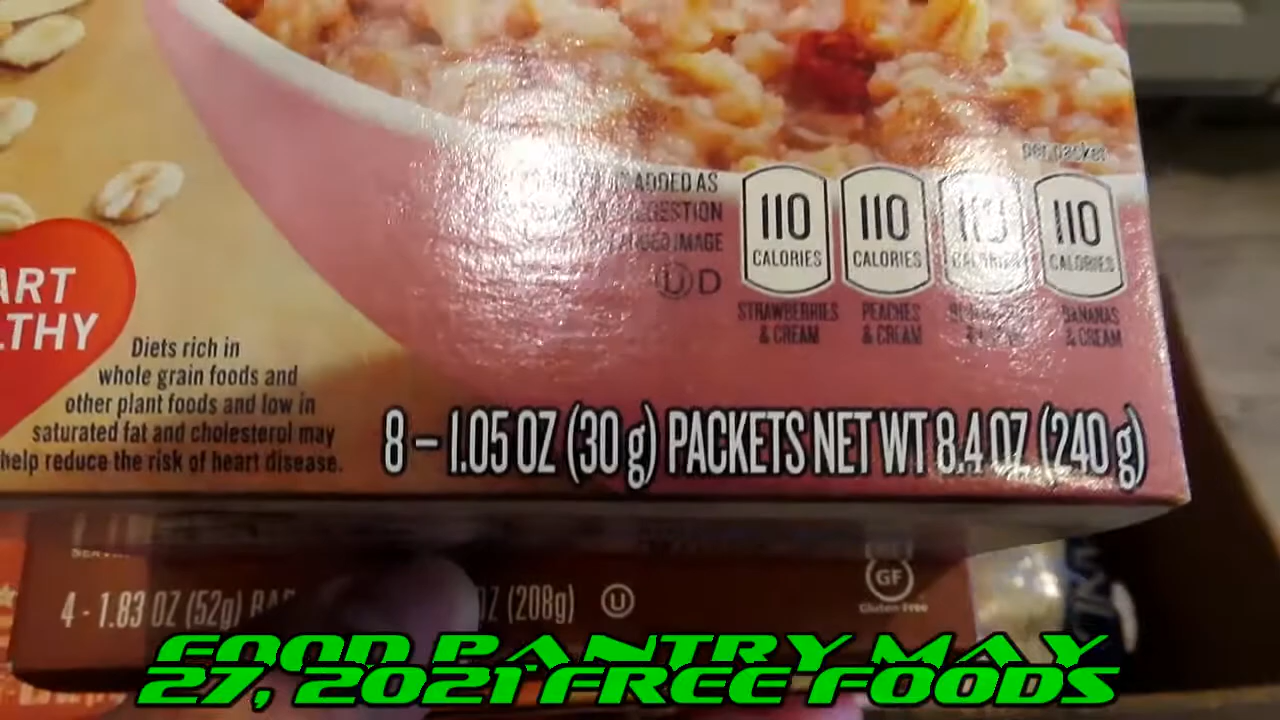 per packet
ADDED AS
110 CALORIES
110 CALORIES
110 CALORIES
110 CALORIES
IMAGE
U D
STRAWBERRIES & CREAM
PEACHES & CREAM
BANANAS & CREAM
ART
LTHY
Diets rich in
whole grain foods and
other plant foods and low in
saturated fat and cholesterol may
help reduce the risk of heart disease.
8 – 1.05 OZ (30 g) PACKETS NET WT 8.4 OZ (240 g)
4 - 1.83 OZ (52g) BA
OZ (208g)
U
GF
Gluten-Free
FOOD PANTRY MAY
27, 2021 FREE FOODS